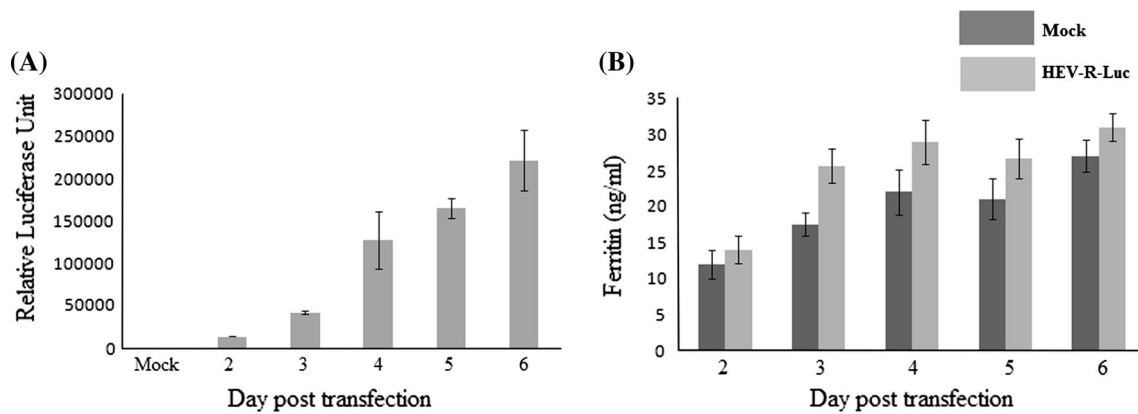 (A)
Relative Luciferase Unit
300000
250000
200000
150000
100000
50000
0
Mock 2 3 4 5 6
Day post transfection
(B)
Mock
HEV-R-Luc
Ferritin (ng/ml)
35
30
25
20
15
10
5
0
2 3 4 5 6
Day post transfection